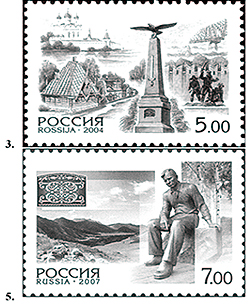 3.
РОССИЯ
ROSSIJA · 2004
5.00
5.
РОССИЯ
RUSSIA · 2007
7.00